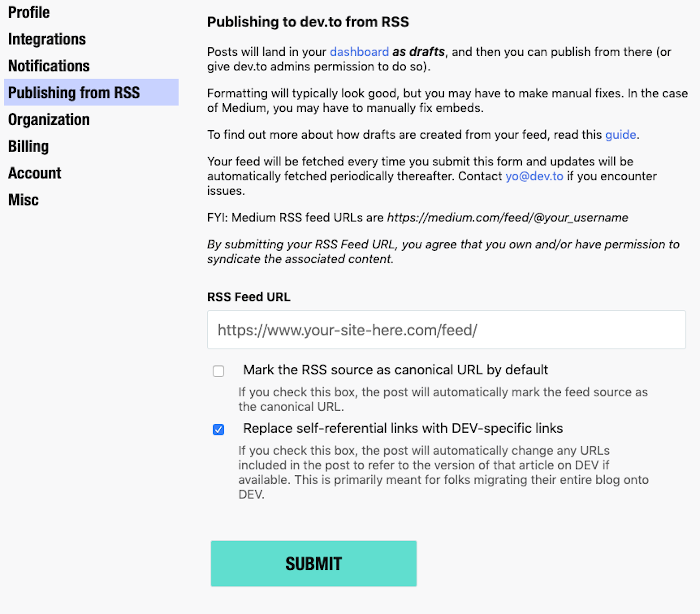 Profile
Integrations
Notifications
Publishing from RSS
Organization
Billing
Account
Misc
Publishing to dev.to from RSS
Posts will land in your dashboard as drafts, and then you can publish from there (or
give dev.to admins permission to do so).
Formatting will typically look good, but you may have to make manual fixes. In the case
of Medium, you may have to manually fix embeds.
To find out more about how drafts are created from your feed, read this guide.
Your feed will be fetched every time you submit this form and updates will be
automatically fetched periodically thereafter. Contact yo@dev.to if you encounter
issues.
FYI: Medium RSS feed URLs are https://medium.com/feed/@your_username
By submitting your RSS Feed URL, you agree that you own and/or have permission to
syndicate the associated content.
RSS Feed URL
https://www.your-site-here.com/feed/
Mark the RSS source as canonical URL by default
If you check this box, the post will automatically mark the feed source as
the canonical URL.
Replace self-referential links with DEV-specific links
If you check this box, the post will automatically change any URLs
included in the post to refer to the version of that article on DEV if
available. This is primarily meant for folks migrating their entire blog onto
DEV.
SUBMIT